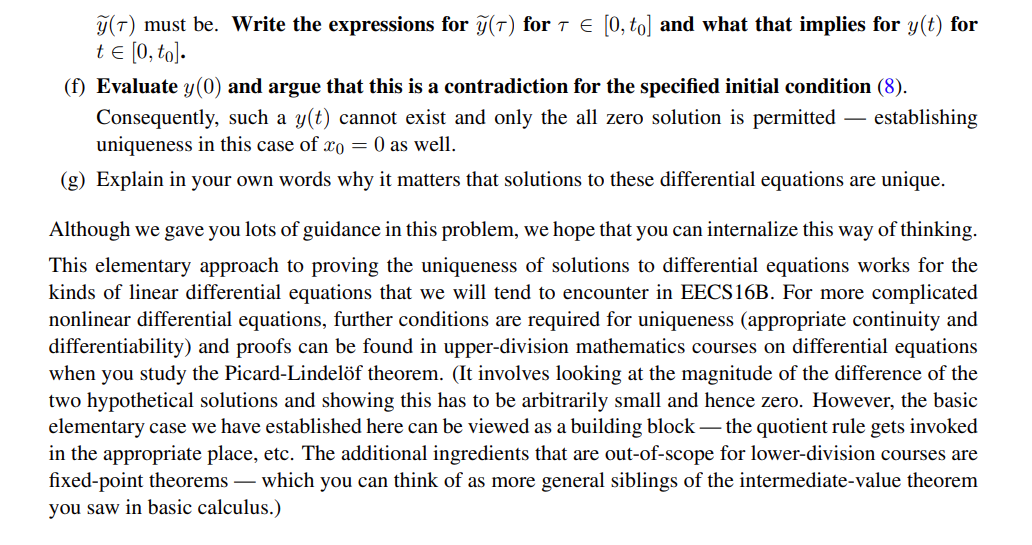 ỹ(τ) must be. Write the expressions for ỹ(τ) for τ ∈ [0, t₀] and what that implies for y(t) for
t ∈ [0, t₀].
(f) Evaluate y(0) and argue that this is a contradiction for the specified initial condition (8).
Consequently, such a y(t) cannot exist and only the all zero solution is permitted — establishing
uniqueness in this case of x₀ = 0 as well.
(g) Explain in your own words why it matters that solutions to these differential equations are unique.
Although we gave you lots of guidance in this problem, we hope that you can internalize this way of thinking.
This elementary approach to proving the uniqueness of solutions to differential equations works for the
kinds of linear differential equations that we will tend to encounter in EECS16B. For more complicated
nonlinear differential equations, further conditions are required for uniqueness (appropriate continuity and
differentiability) and proofs can be found in upper-division mathematics courses on differential equations
when you study the Picard-Lindelöf theorem. (It involves looking at the magnitude of the difference of the
two hypothetical solutions and showing this has to be arbitrarily small and hence zero. However, the basic
elementary case we have established here can be viewed as a building block — the quotient rule gets invoked
in the appropriate place, etc. The additional ingredients that are out-of-scope for lower-division courses are
fixed-point theorems — which you can think of as more general siblings of the intermediate-value theorem
you saw in basic calculus.)